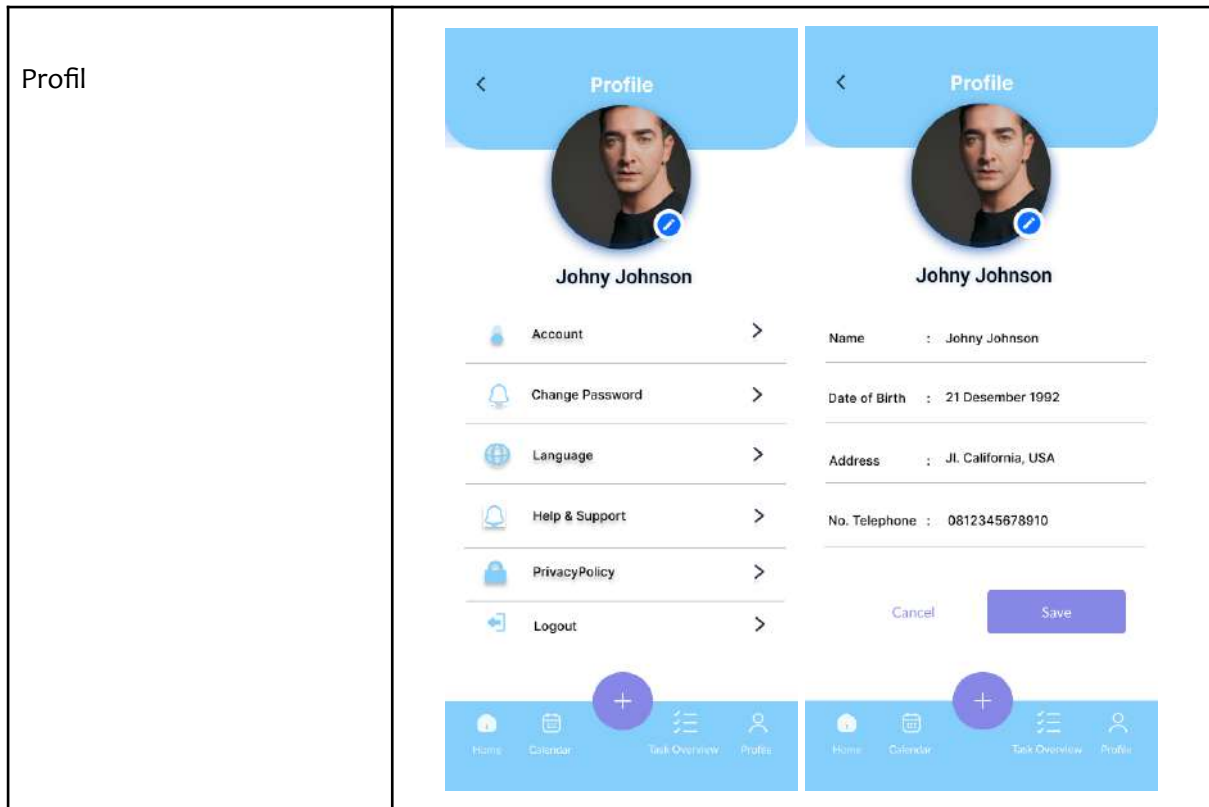 Profil
Profile
Johny Johnson
Account
Change Password
Language
Help & Support
PrivacyPolicy
Logout
Home Calendar Task Overview Profile
Profile
Johny Johnson
Name : Johny Johnson
Date of Birth : 21 Desember 1992
Address : Jl. California, USA
No. Telephone : 0812345678910
Cancel Save
Home Calendar Task Overview Profile